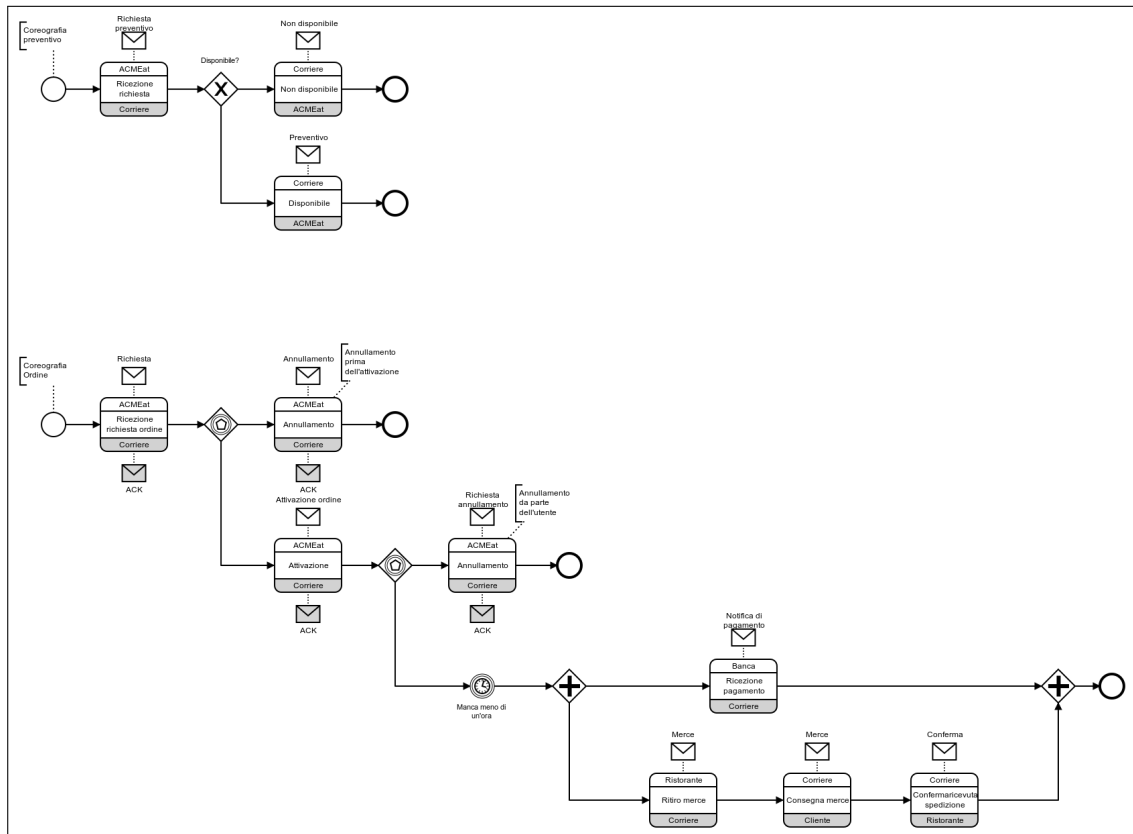 Richiesta
preventivo
Non disponibile
Coreografia
preventivo
Disponibile?
ACMEat
Ricezione
richiesta
Corriere
Corriere
Non disponibile
ACMEat
Preventivo
Corriere
Disponibile
ACMEat
Coreografia
Ordine
Richiesta
Annullamento
Annullamento
prima
dell'attivazione
ACMEat
Ricezione
richiesta ordine
Corriere
ACK
ACMEat
Annullamento
Corriere
ACK
Attivazione ordine
Richiesta
annullamento
Annullamento
da parte
dell'utente
ACMEat
Attivazione
Corriere
ACK
ACMEat
Annullamento
Corriere
ACK
Notifica di
pagamento
Banca
Ricezione
pagamento
Corriere
Manca meno di
un'ora
Merce
Merce
Conferma
Ristorante
Ritiro merce
Corriere
Corriere
Consegna merce
Cliente
Corriere
Confermaricevuta
spedizione
Ristorante